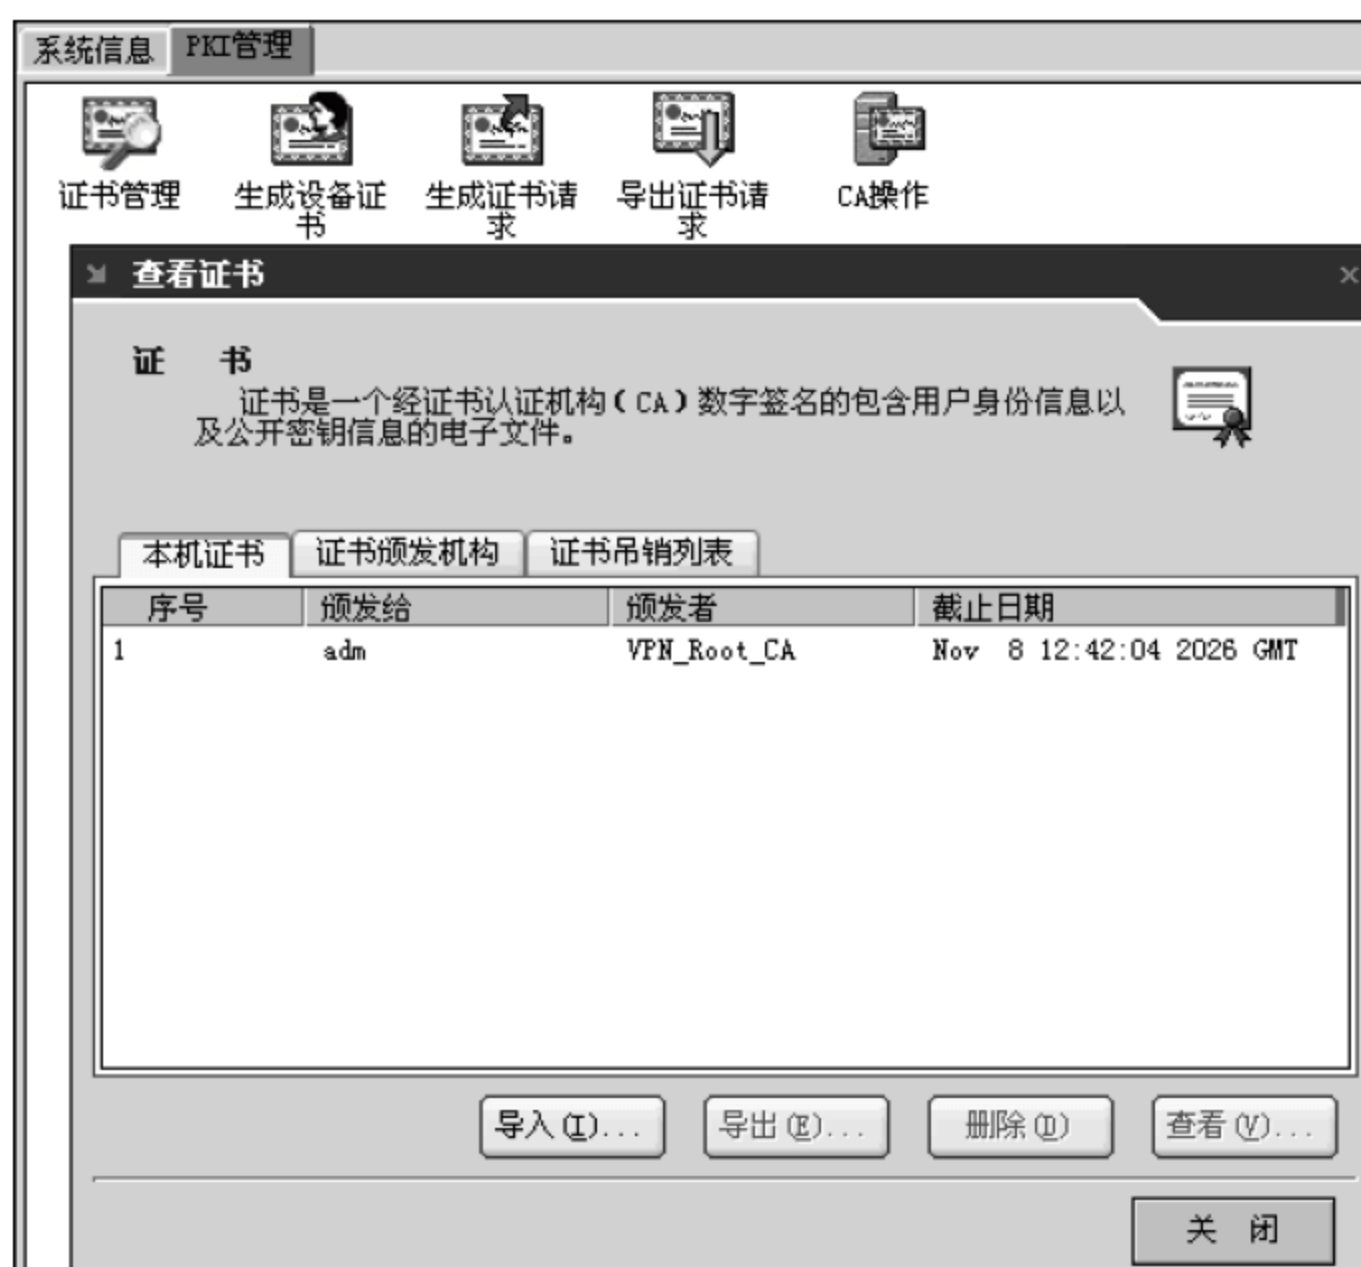 系统信息 PKI管理
证书管理 生成设备证书 生成证书请求 导出证书请求 CA操作
查看证书
证 书
证书是一个经证书认证机构(CA)数字签名的包含用户身份信息以
及公开密钥信息的电子文件。
本机证书 证书颁发机构 证书吊销列表
序号 颁发给 颁发者 截止日期
1 adm VPN_Root_CA Nov 8 12:42:04 2026 GMT
导入(I)... 导出(E)... 删除(D) 查看(V)...
关 闭